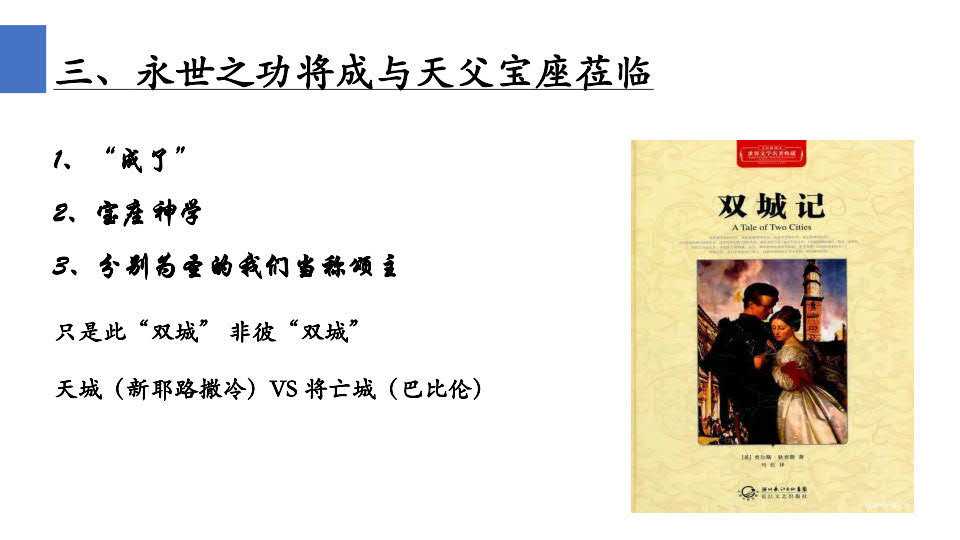 三、永世之功将成与天父宝座莅临
1、“成了”
2、宝座神学
3、分别为圣的我们当称颂主
只是此“双城” 非彼“双城”
天城（新耶路撒冷）VS 将亡城（巴比伦）
世界文学名著典藏
双城记
A Tale of Two Cities
[英] 查尔斯·狄更斯 著
叶红 译
长江文艺出版社